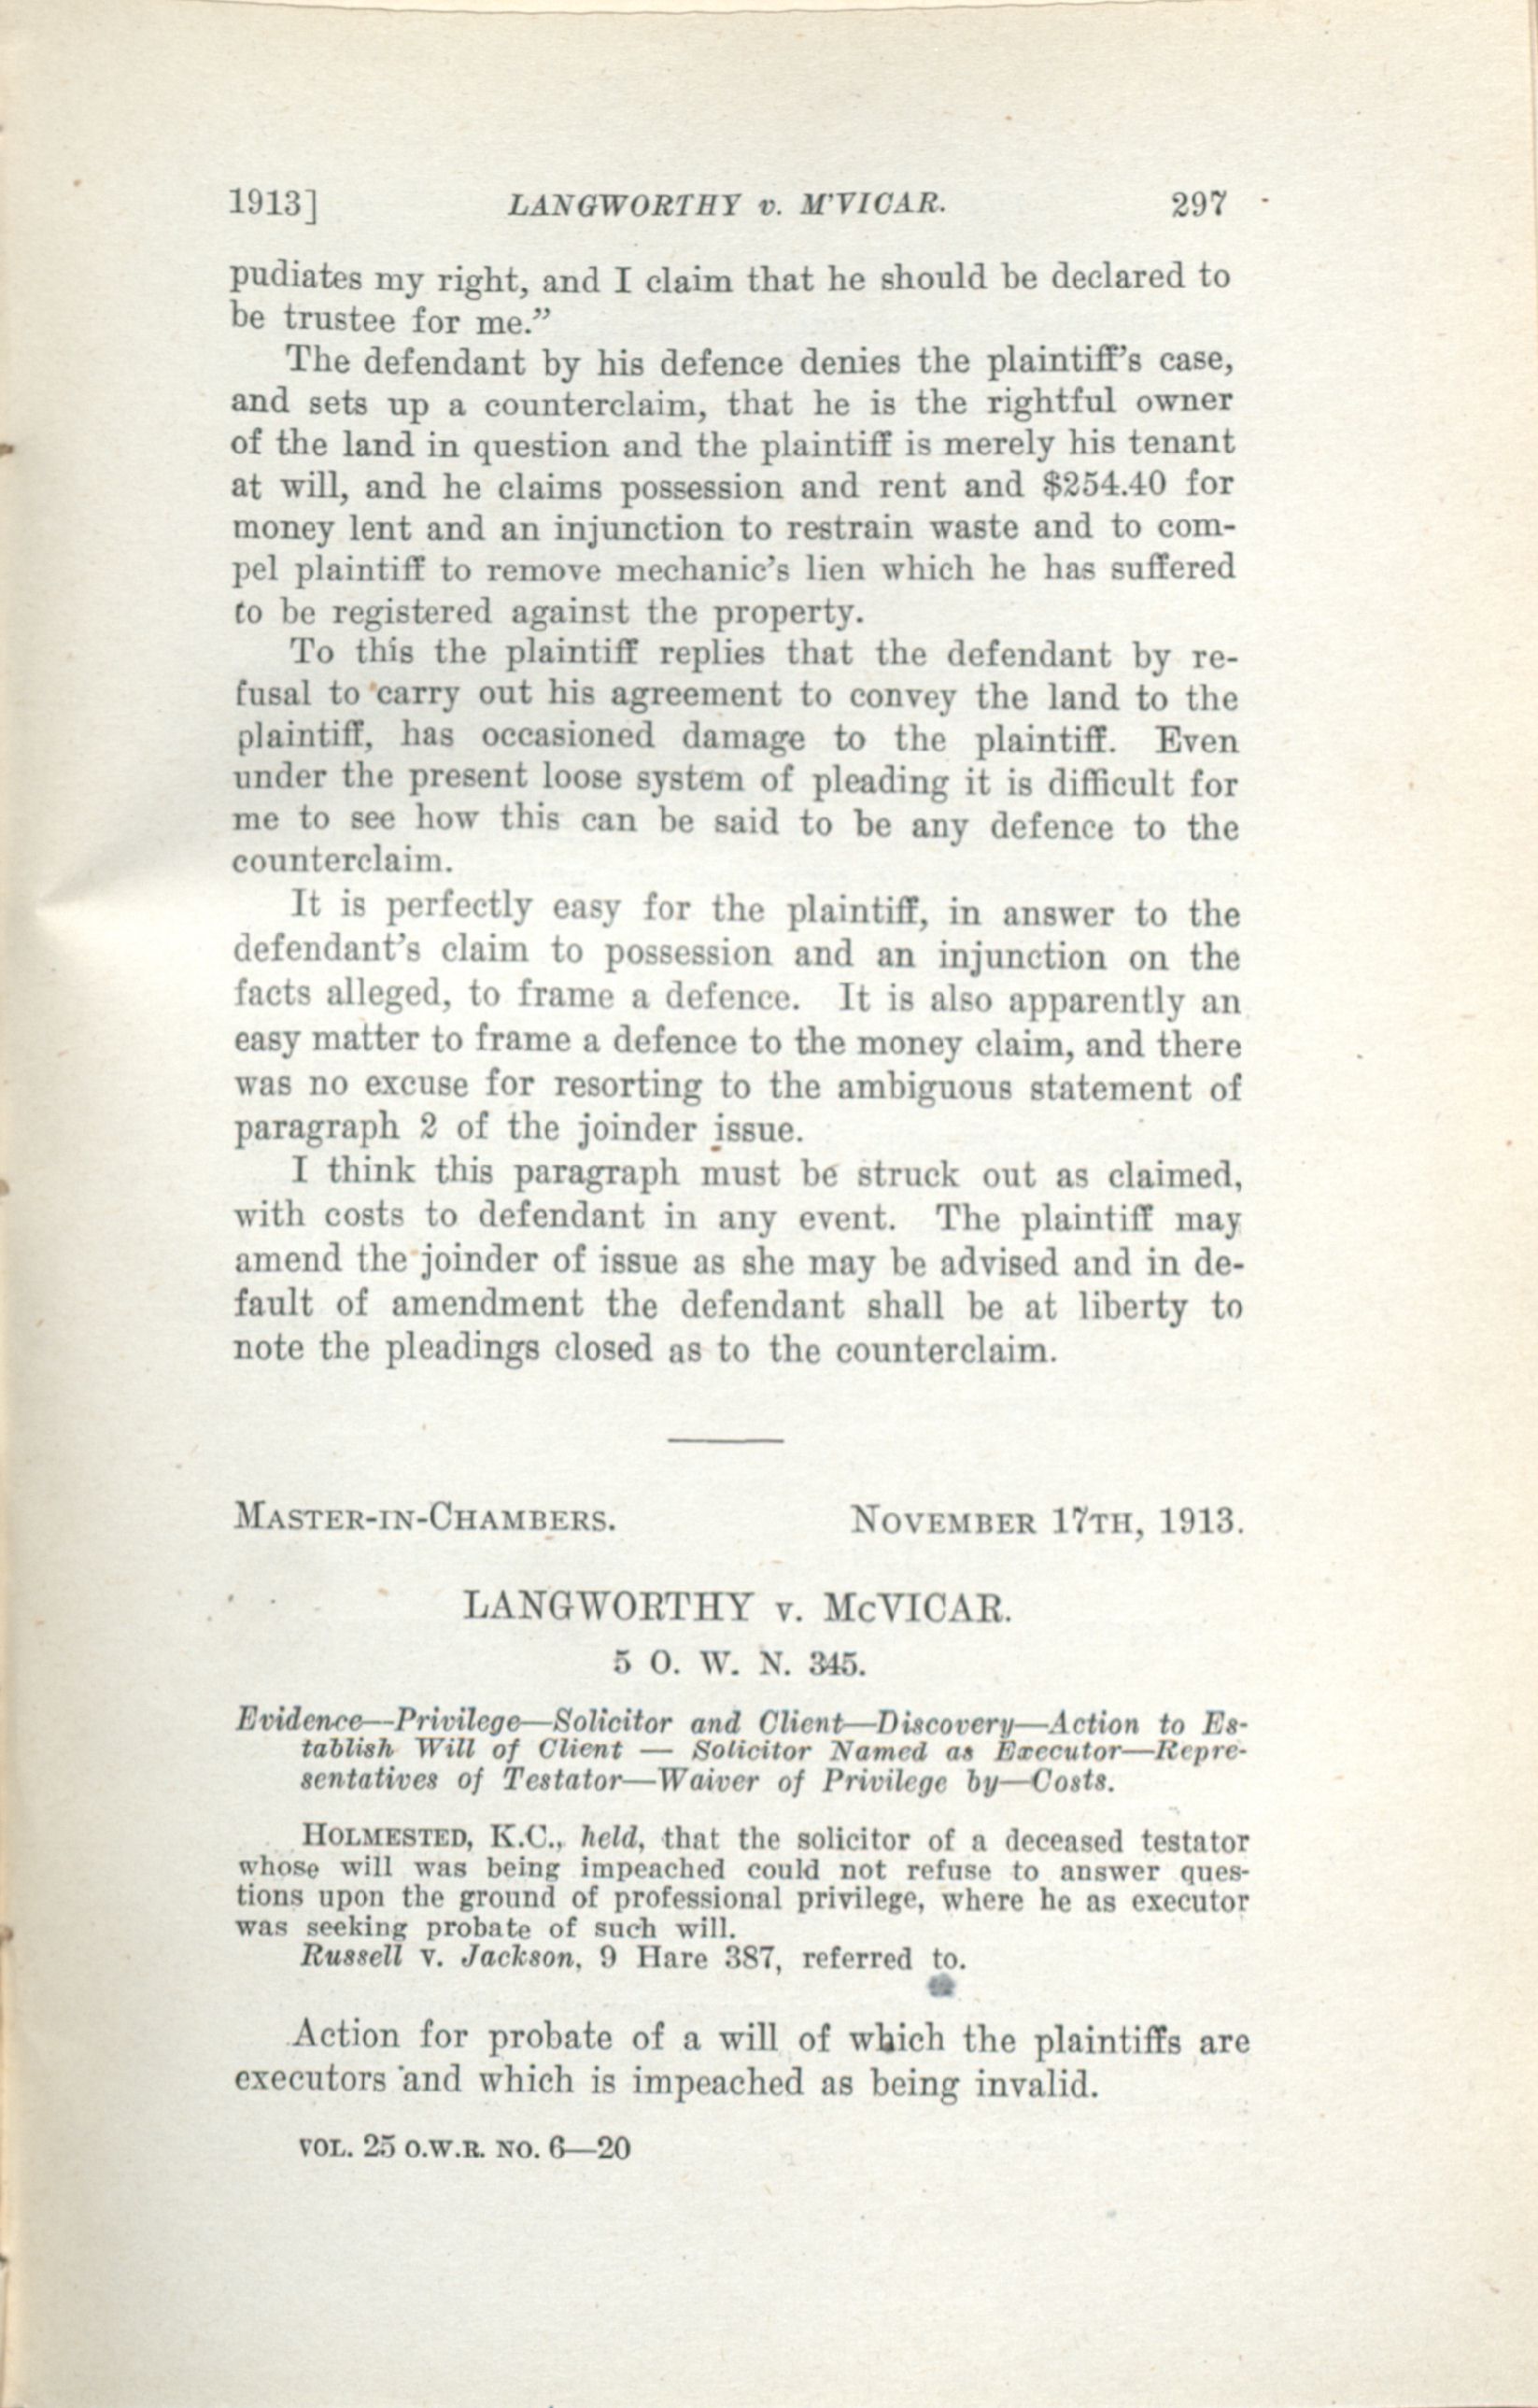 1913] LANGWORTHY v. M'VICAR. 297
pudiates my right, and I claim that he should be declared to
be trustee for me.”
The defendant by his defence denies the plaintiff's case,
and sets up a counterclaim, that he is the rightful owner
of the land in question and the plaintiff is merely his tenant
at will, and he claims possession and rent and $254.40 for
money lent and an injunction to restrain waste and to com-
pel plaintiff to remove mechanic's lien which he has suffered
to be registered against the property.
To this the plaintiff replies that the defendant by re-
fusal to carry out his agreement to convey the land to the
plaintiff, has occasioned damage to the plaintiff. Even
under the present loose system of pleading it is difficult for
me to see how this can be said to be any defence to the
counterclaim.
It is perfectly easy for the plaintiff, in answer to the
defendant's claim to possession and an injunction on the
facts alleged, to frame a defence. It is also apparently an
easy matter to frame a defence to the money claim, and there
was no excuse for resorting to the ambiguous statement of
paragraph 2 of the joinder issue.
I think this paragraph must be struck out as claimed,
with costs to defendant in any event. The plaintiff may
amend the joinder of issue as she may be advised and in de-
fault of amendment the defendant shall be at liberty to
note the pleadings closed as to the counterclaim.
MASTER-IN-CHAMBERS. NOVEMBER 17TH, 1913.
LANGWORTHY v. McVICAR.
5 O. W. N. 345.
Evidence—Privilege—Solicitor and Client—Discovery—Action to Es-
tablish Will of Client — Solicitor Named as Executor—Repre-
sentatives of Testator—Waiver of Privilege by—Costs.
HOLMESTED, K.C., held, that the solicitor of a deceased testator
whose will was being impeached could not refuse to answer ques-
tions upon the ground of professional privilege, where he as executor
was seeking probate of such will.
Russell v. Jackson, 9 Hare 387, referred to.
Action for probate of a will of which the plaintiffs are
executors and which is impeached as being invalid.
VOL. 25 O.W.R. NO. 6—20